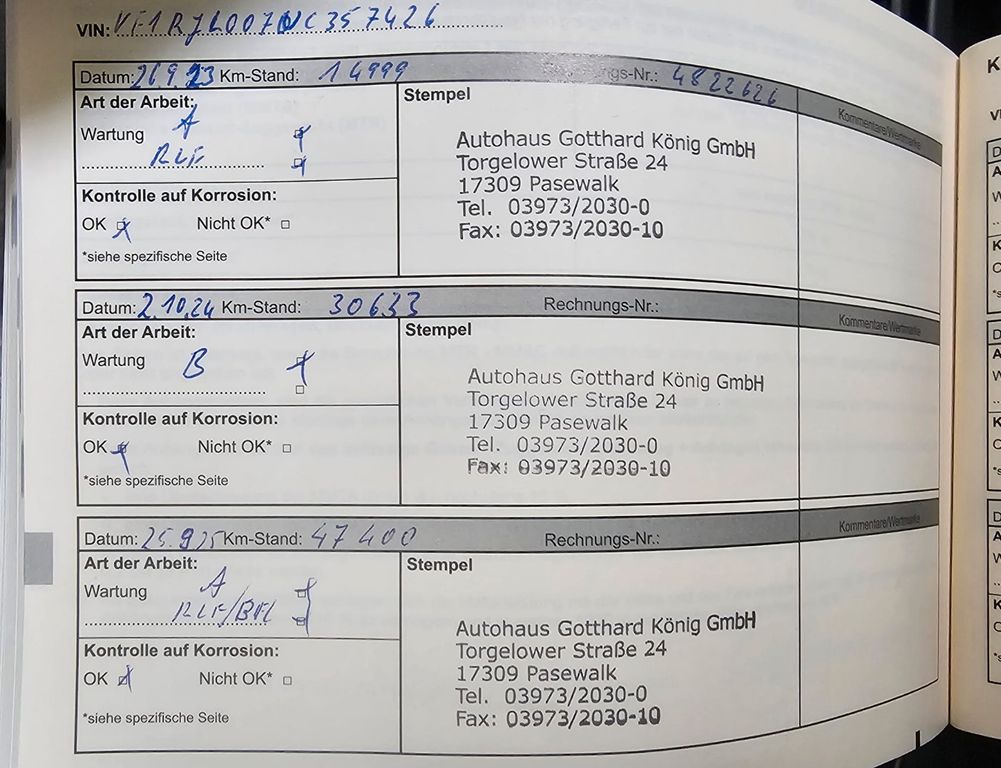 VIN: VF1RJL007NC357426
Datum: 26.9.23 Km-Stand: 14999 ngs-Nr.: 4822626
Art der Arbeit:
Stempel
Kommentare/Wertmarke
Wartung A
RLF
Autohaus Gotthard König GmbH
Torgelower Straße 24
17309 Pasewalk
Tel. 03973/2030-0
Fax: 03973/2030-10
Kontrolle auf Korrosion:
OK Nicht OK*
*siehe spezifische Seite
Datum: 2.10.24 Km-Stand: 30633 Rechnungs-Nr.:
Art der Arbeit:
Stempel
Kommentare/Wertmarke
Wartung B
Autohaus Gotthard König GmbH
Torgelower Straße 24
17309 Pasewalk
Tel. 03973/2030-0
Fax: 03973/2030-10
Kontrolle auf Korrosion:
OK Nicht OK*
*siehe spezifische Seite
Datum: 25.9.25 Km-Stand: 47400 Rechnungs-Nr.:
Art der Arbeit:
Stempel
Kommentare/Wertmarke
Wartung A
RLF/BFL
Autohaus Gotthard König GmbH
Torgelower Straße 24
17309 Pasewalk
Tel. 03973/2030-0
Fax: 03973/2030-10
Kontrolle auf Korrosion:
OK Nicht OK*
*siehe spezifische Seite